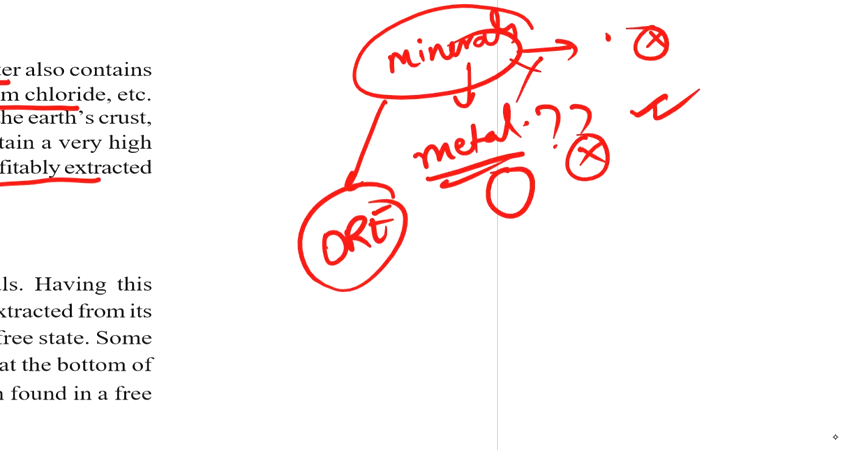 ter also contains
m chloride, etc.
he earth's crust,
tain a very high
fitably extracted
ls. Having this
xtracted from its
free state. Some
at the bottom of
n found in a free
minerals
metal.??
ORE